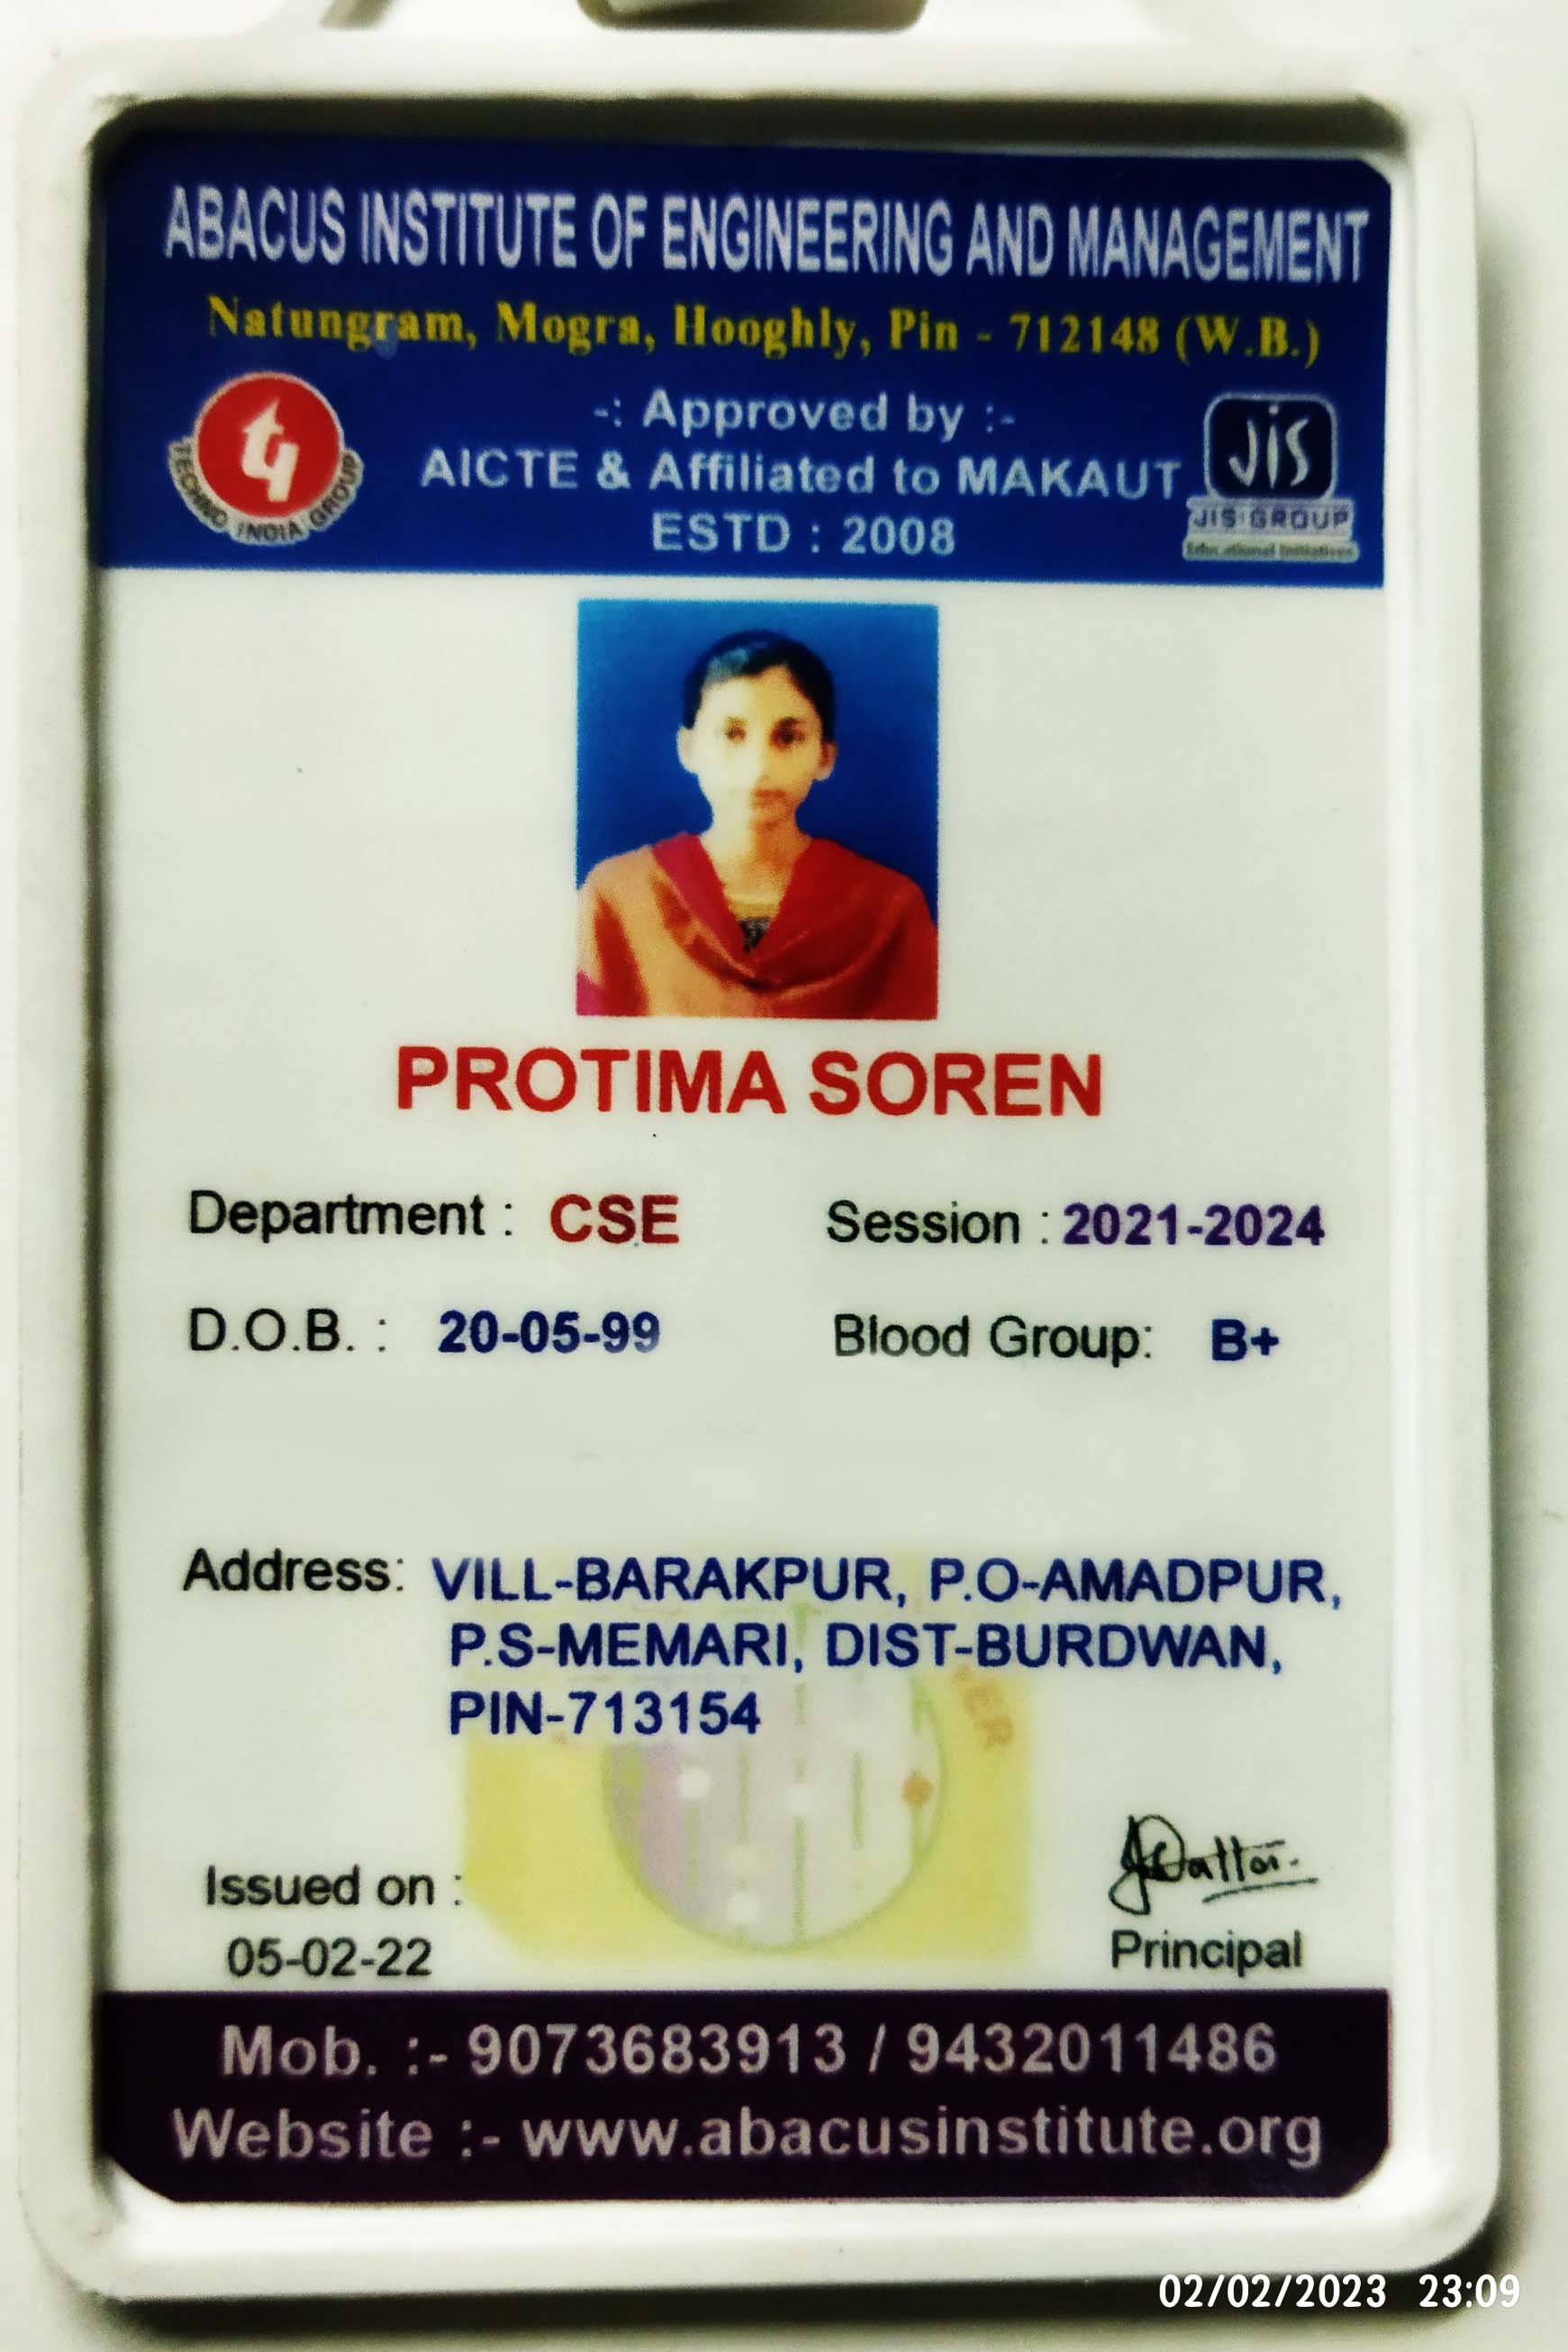 ABACUS INSTITUTE OF ENGINEERING AND MANAGEMENT
Natungram, Mogra, Hooghly, Pin - 712148 (W.B.)
-: Approved by :-
AICTE & Affiliated to MAKAUT
ESTD : 2008
TECHNO INDIA GROUP
JIS
JIS GROUP
Educational Initiatives
PROTIMA SOREN
Department : CSE
Session : 2021-2024
D.O.B. : 20-05-99
Blood Group: B+
Address: VILL-BARAKPUR, P.O-AMADPUR,
P.S-MEMARI, DIST-BURDWAN,
PIN-713154
Issued on :
05-02-22
Principal
Mob. :- 9073683913 / 9432011486
Website :- www.abacusinstitute.org
02/02/2023 23:09